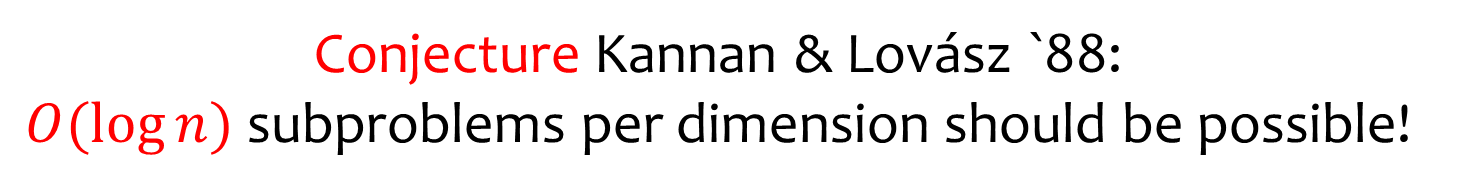 Conjecture Kannan & Lovász `88:
O(log n) subproblems per dimension should be possible!